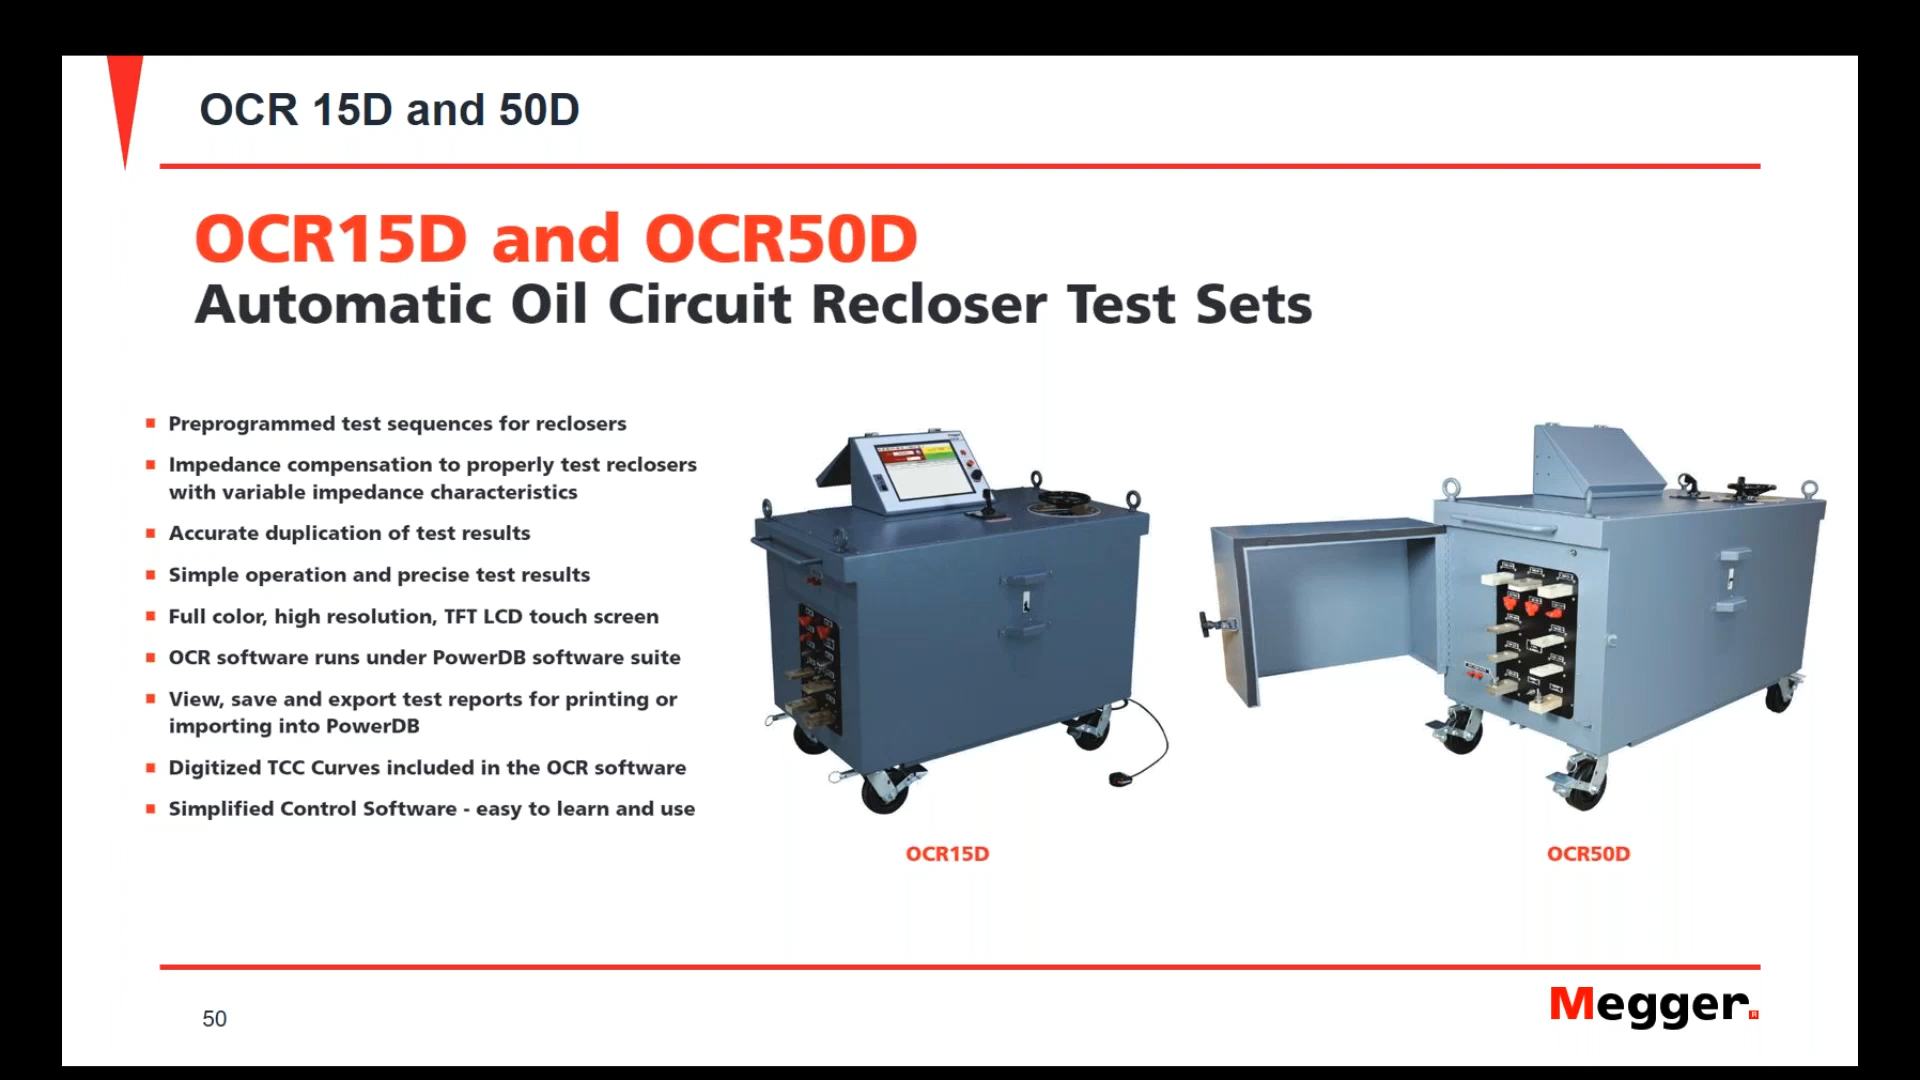 OCR 15D and 50D
OCR15D and OCR50D
Automatic Oil Circuit Recloser Test Sets
Preprogrammed test sequences for reclosers
Impedance compensation to properly test reclosers
with variable impedance characteristics
Accurate duplication of test results
Simple operation and precise test results
Full color, high resolution, TFT LCD touch screen
OCR software runs under PowerDB software suite
View, save and export test reports for printing or
importing into PowerDB
Digitized TCC Curves included in the OCR software
Simplified Control Software - easy to learn and use
OCR15D
OCR50D
50
Megger.